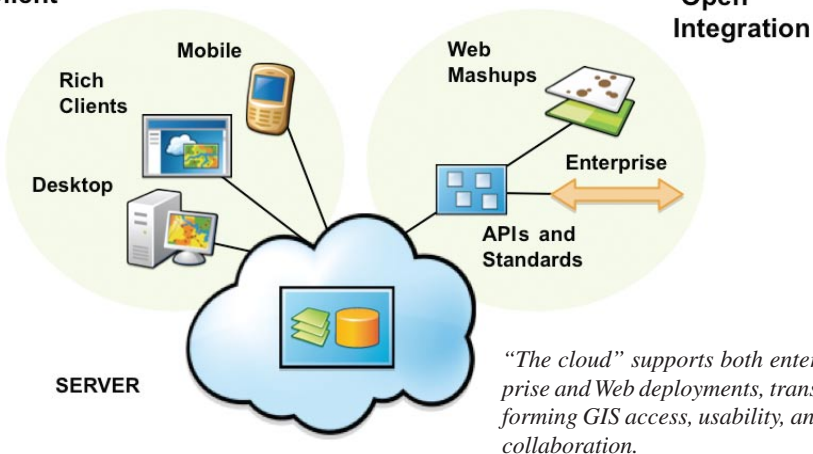 Open
Integration
Mobile
Rich
Clients
Desktop
Web
Mashups
Enterprise
APIs and
Standards
SERVER
“The cloud” supports both enter
prise and Web deployments, trans
forming GIS access, usability, an
collaboration.